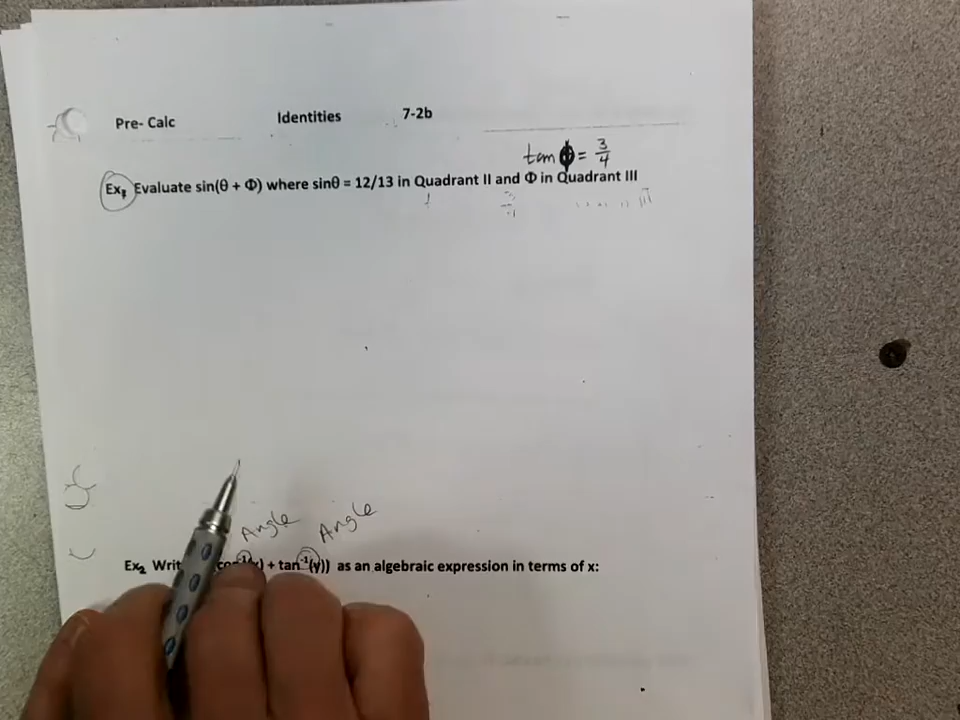 Pre- Calc Identities 7-2b
tan Φ = 3/4
Ex1 Evaluate sin(θ + Φ) where sinθ = 12/13 in Quadrant II and Φ in Quadrant III
Angle Angle
Ex2 Writ + tan⁻¹(y)) as an algebraic expression in terms of x: